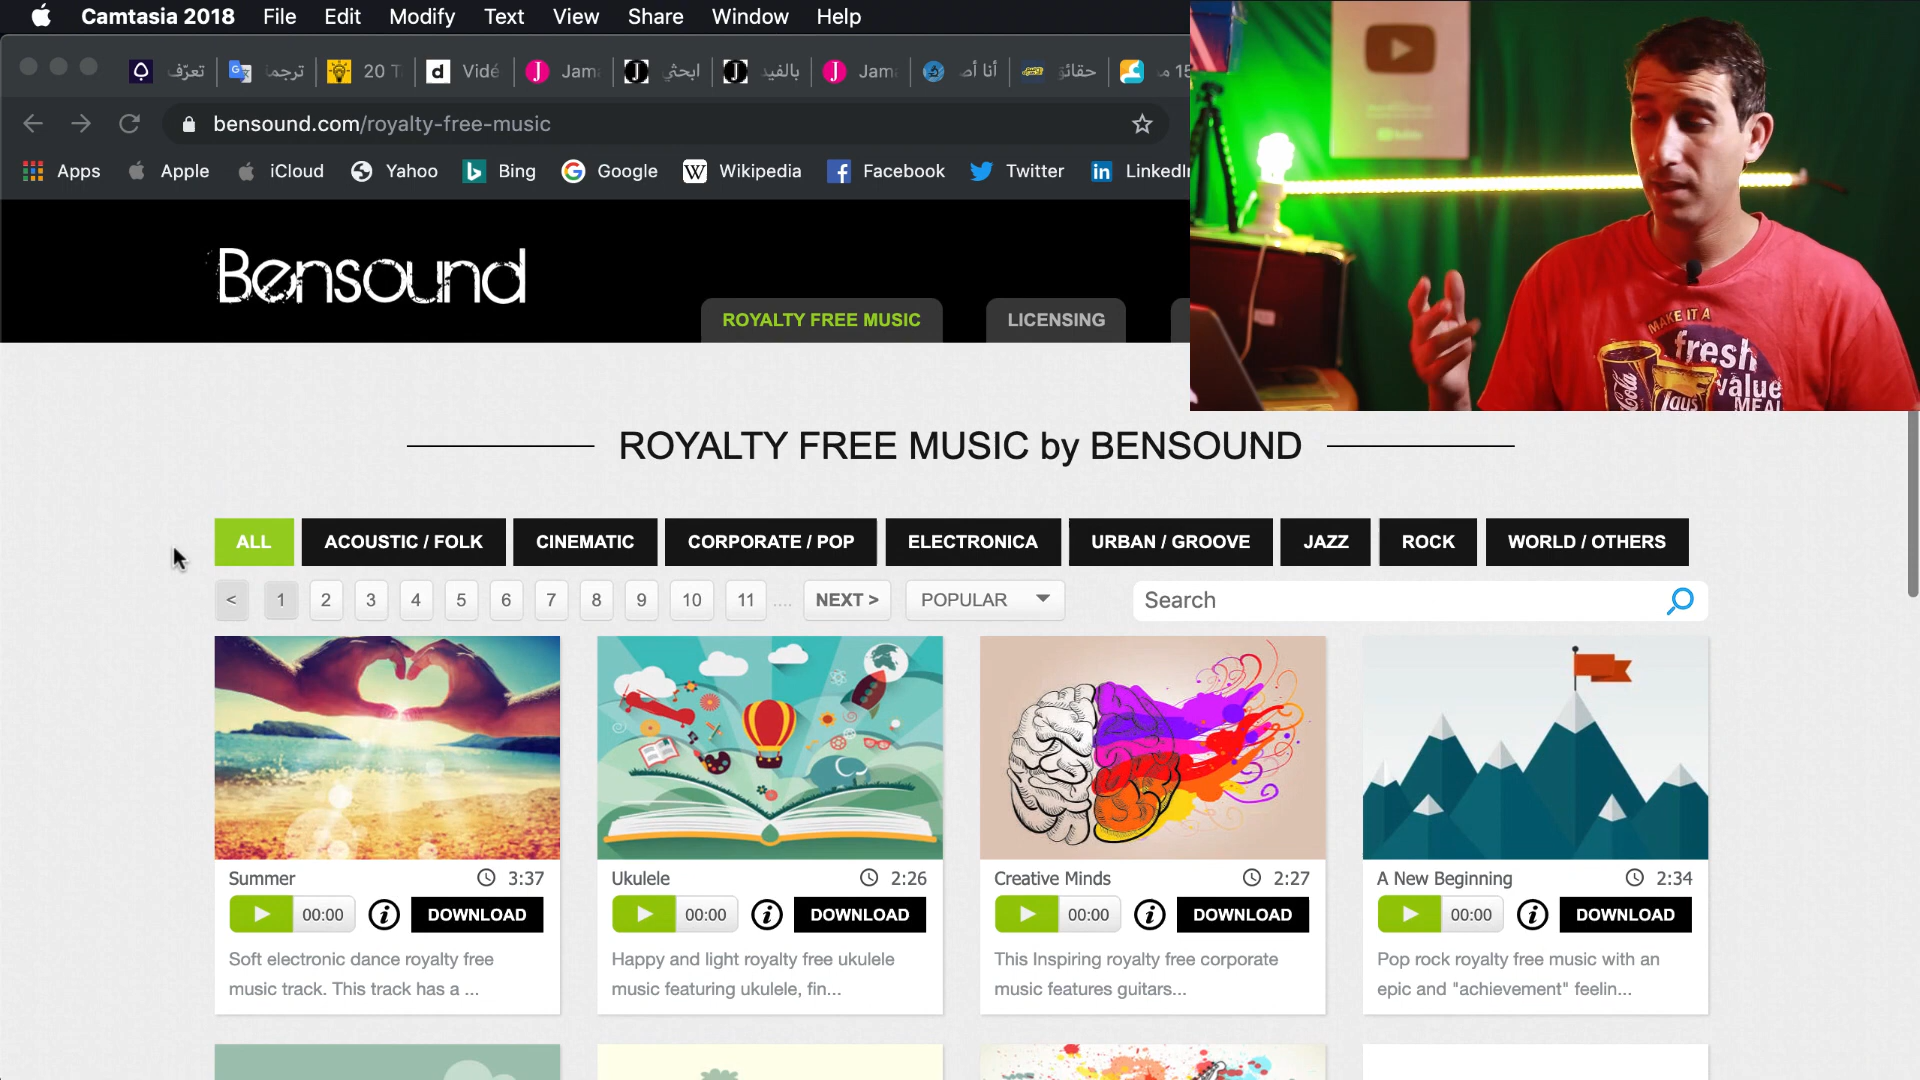 Camtasia 2018 File Edit Modify Text View Share Window Help
تعرّف ترجمة 20 T Vidé Jam ابحثي بالفيد Jam أنا أص حقائق 15 م
bensound.com/royalty-free-music
Apps Apple iCloud Yahoo Bing Google Wikipedia Facebook Twitter LinkedIn
Bensound
ROYALTY FREE MUSIC LICENSING
MAKE IT A
fresh
value
MEAL
Coca-Cola
Lays
ROYALTY FREE MUSIC by BENSOUND
ALL ACOUSTIC / FOLK CINEMATIC CORPORATE / POP ELECTRONICA URBAN / GROOVE JAZZ ROCK WORLD / OTHERS
< 1 2 3 4 5 6 7 8 9 10 11 .... NEXT > POPULAR Search
Summer 3:37
00:00 i DOWNLOAD
Soft electronic dance royalty free
music track. This track has a ...
Ukulele 2:26
00:00 i DOWNLOAD
Happy and light royalty free ukulele
music featuring ukulele, fin...
Creative Minds 2:27
00:00 i DOWNLOAD
This Inspiring royalty free corporate
music features guitars...
A New Beginning 2:34
00:00 i DOWNLOAD
Pop rock royalty free music with an
epic and "achievement" feelin...